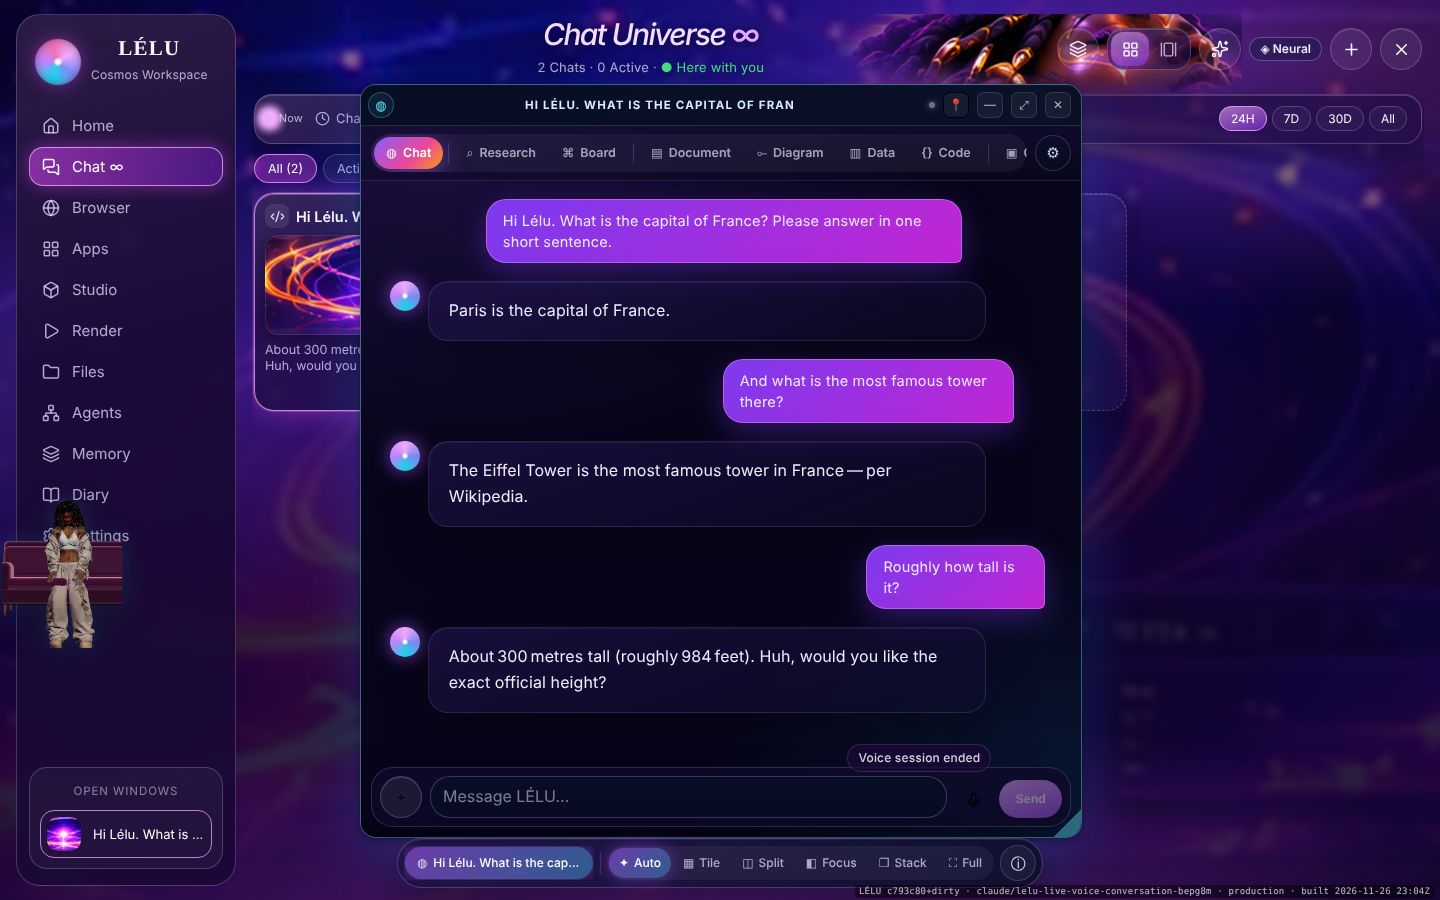 LÉLU
Cosmos Workspace
Home
Chat ∞
Browser
Apps
Studio
Render
Files
Agents
Memory
Diary
ettings
OPEN WINDOWS
Hi Lélu. What is ...
Chat Universe ∞
2 Chats · 0 Active · ● Here with you
◈ Neural
Now
Cha
24H
7D
30D
All
All (2)
Acti
Hi Lélu. W
About 300 metre
Huh, would you
HI LÉLU. WHAT IS THE CAPITAL OF FRAN
Chat
Research
Board
Document
Diagram
Data
{} Code
Hi Lélu. What is the capital of France? Please answer in one
short sentence.
Paris is the capital of France.
And what is the most famous tower
there?
The Eiffel Tower is the most famous tower in France — per
Wikipedia.
Roughly how tall is
it?
About 300 metres tall (roughly 984 feet). Huh, would you like the
exact official height?
Voice session ended
Message LÉLU...
Send
Hi Lélu. What is the cap...
Auto
Tile
Split
Focus
Stack
Full
LÉLU c793c80+dirty · claude/lelu-live-voice-conversation-bepg8m · production · built 2026-11-26 23:04Z